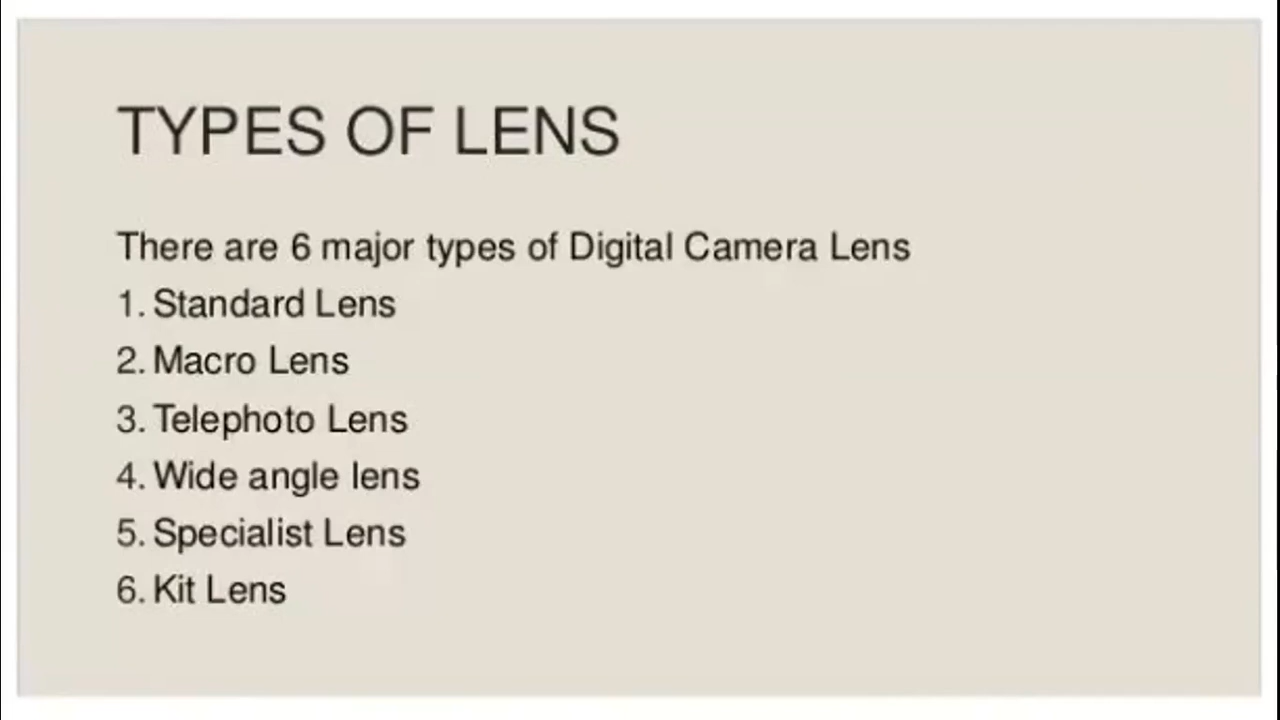 TYPES OF LENS
There are 6 major types of Digital Camera Lens
1. Standard Lens
2. Macro Lens
3. Telephoto Lens
4. Wide angle lens
5. Specialist Lens
6. Kit Lens